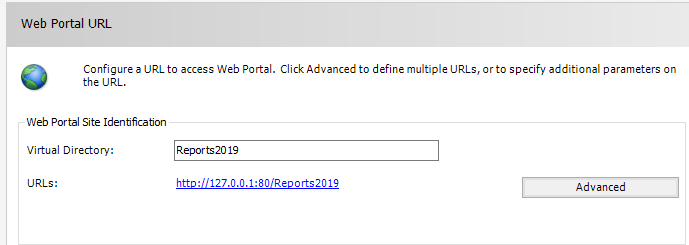 Web Portal URL
Configure a URL to access Web Portal. Click Advanced to define multiple URLs, or to specify additional parameters on
the URL.
Web Portal Site Identification
Virtual Directory: Reports2019
URLs: http://127.0.0.1:80/Reports2019 Advanced